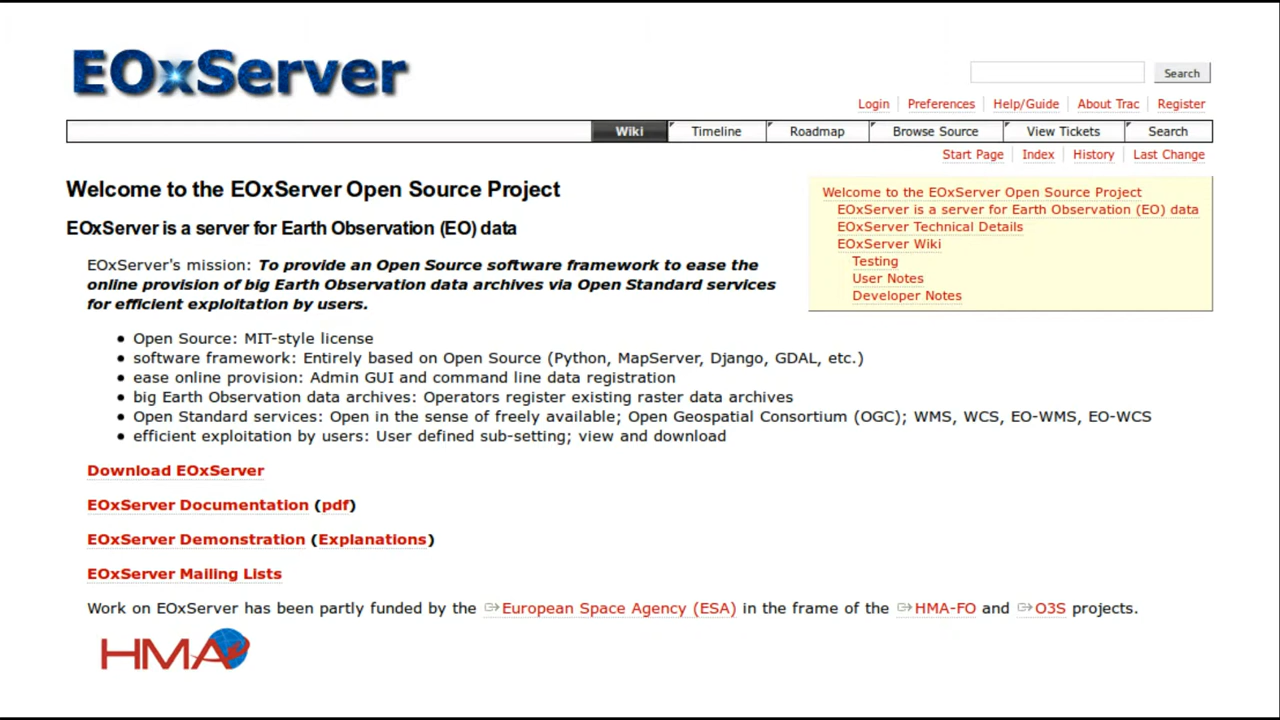 EOxServer
Search
Login Preferences Help/Guide About Trac Register
Wiki Timeline Roadmap Browse Source View Tickets Search
Start Page Index History Last Change
Welcome to the EOxServer Open Source Project
EOxServer is a server for Earth Observation (EO) data
EOxServer's mission: To provide an Open Source software framework to ease the
online provision of big Earth Observation data archives via Open Standard services
for efficient exploitation by users.
Welcome to the EOxServer Open Source Project
EOxServer is a server for Earth Observation (EO) data
EOxServer Technical Details
EOxServer Wiki
Testing
User Notes
Developer Notes
• Open Source: MIT-style license
• software framework: Entirely based on Open Source (Python, MapServer, Django, GDAL, etc.)
• ease online provision: Admin GUI and command line data registration
• big Earth Observation data archives: Operators register existing raster data archives
• Open Standard services: Open in the sense of freely available; Open Geospatial Consortium (OGC); WMS, WCS, EO-WMS, EO-WCS
• efficient exploitation by users: User defined sub-setting; view and download
Download EOxServer
EOxServer Documentation (pdf)
EOxServer Demonstration (Explanations)
EOxServer Mailing Lists
Work on EOxServer has been partly funded by the European Space Agency (ESA) in the frame of the HMA-FO and O3S projects.
HMA